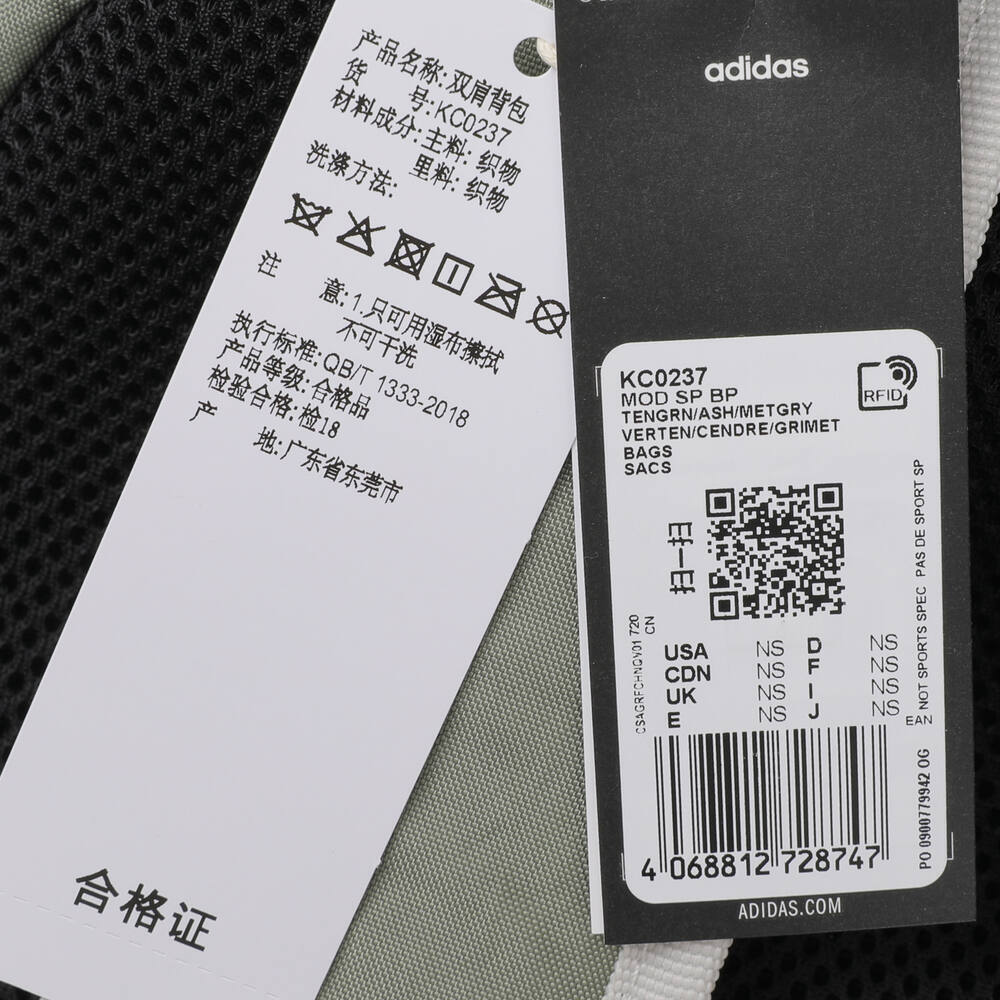 产品名称:双肩背包
货 号:KC0237
材料成分:主料:织物
里料:织物
洗涤方法:
注 意:1.只可用湿布擦拭
不可干洗
执行标准:QB/T 1333-2018
产品等级:合格品
检验合格:检18
产 地:广东省东莞市
合格证
adidas
KC0237
MOD SP BP
TENGRN/ASH/METGRY
VERTEN/CENDRE/GRIMET
BAGS
SACS
RFID
扫一扫
USA NS D NS
CDN NS F NS
UK NS I NS
E NS J NS
EAN
CN
NOT SPORTS SPEC PAS DE SPORT SP
PO 0900779942 OG
4 068812 728747
ADIDAS.COM